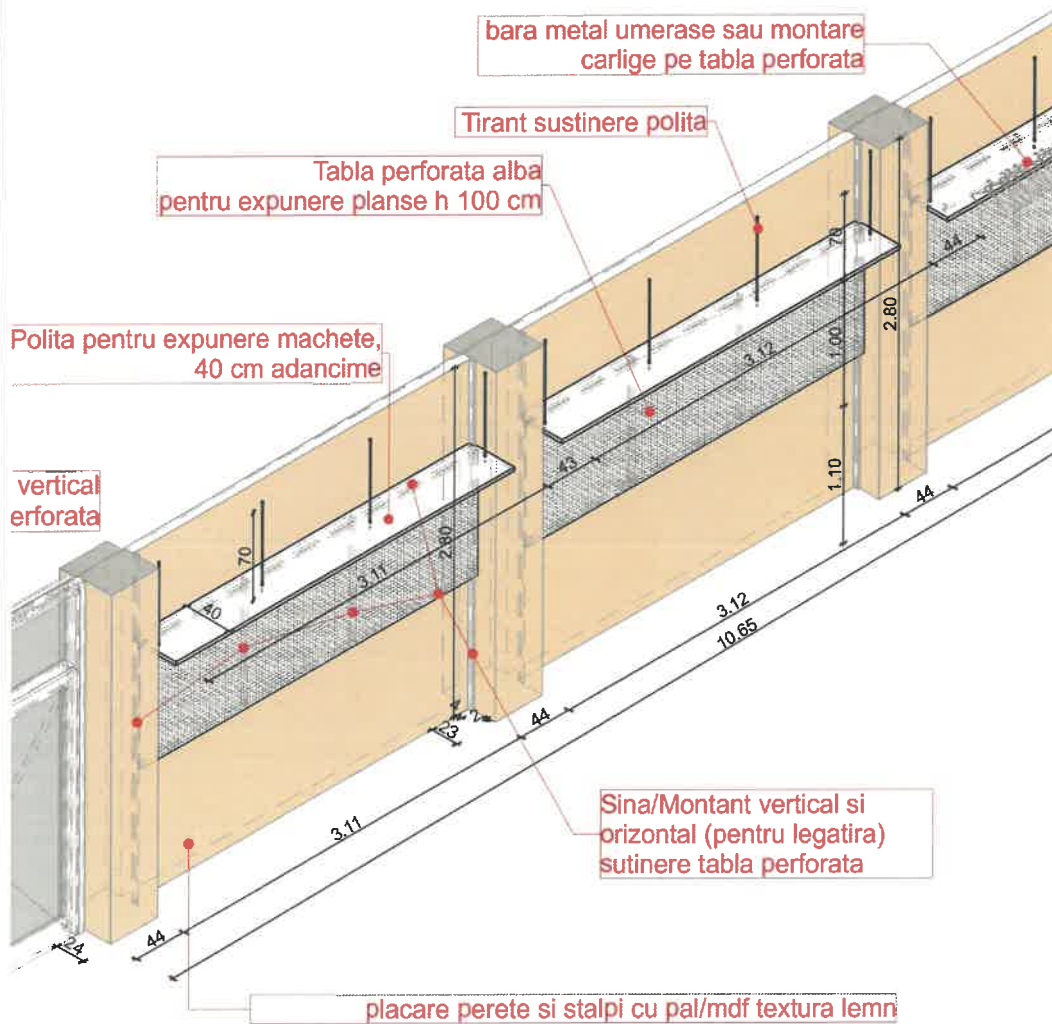 bara metal umerase sau montare
carlige pe tabla perforata
Tirant sustinere polita
Tabla perforata alba
pentru expunere planse h 100 cm
Polita pentru expunere machete,
40 cm adancime
vertical
erforata
Sina/Montant vertical si
orizontal (pentru legatira)
sutinere tabla perforata
placare perete si stalpi cu pal/mdf textura lemn
70
44
2.80
1.00
3.12
43
1.10
44
2.80
70
3.11
40
3.12
10.65
44
23
2
3.11
44
24